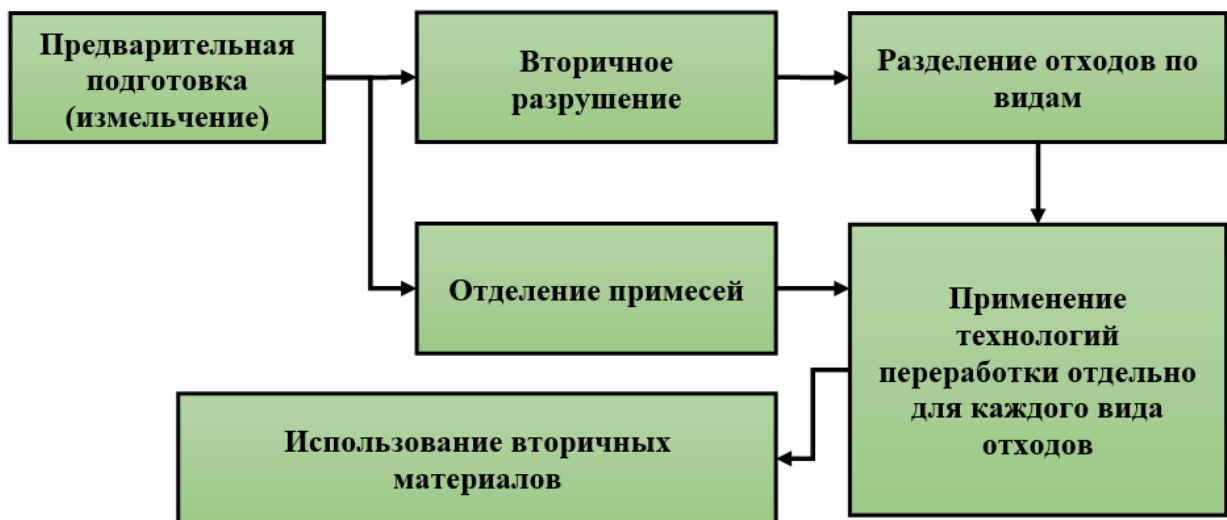 Предварительная
подготовка
(измельчение)
Вторичное
разрушение
Разделение отходов по
видам
Отделение примесей
Применение
технологий
переработки отдельно
для каждого вида
отходов
Использование вторичных
материалов